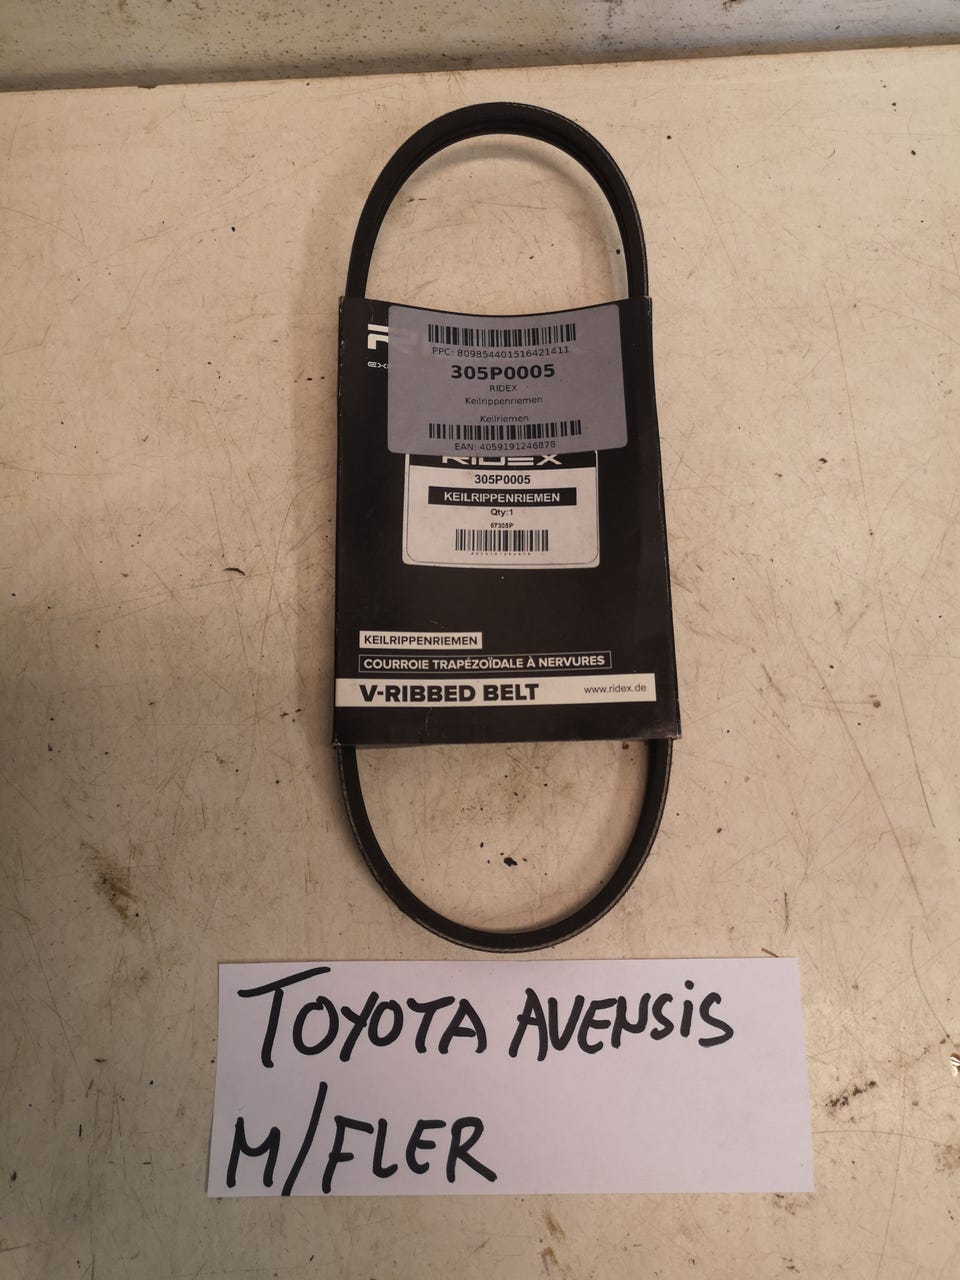 PPC: 809854401516421411
305P0005
RIDEX
Keilrippenriemen
Keilriemen
EAN: 4059191246878
RIDEX
305P0005
KEILRIPPENRIEMEN
Qty:1
67305P
KEILRIPPENRIEMEN
COURROIE TRAPÉZOÏDALE À NERVURES
V-RIBBED BELT www.ridex.de
TOYOTA AVENSiS
M/FLER